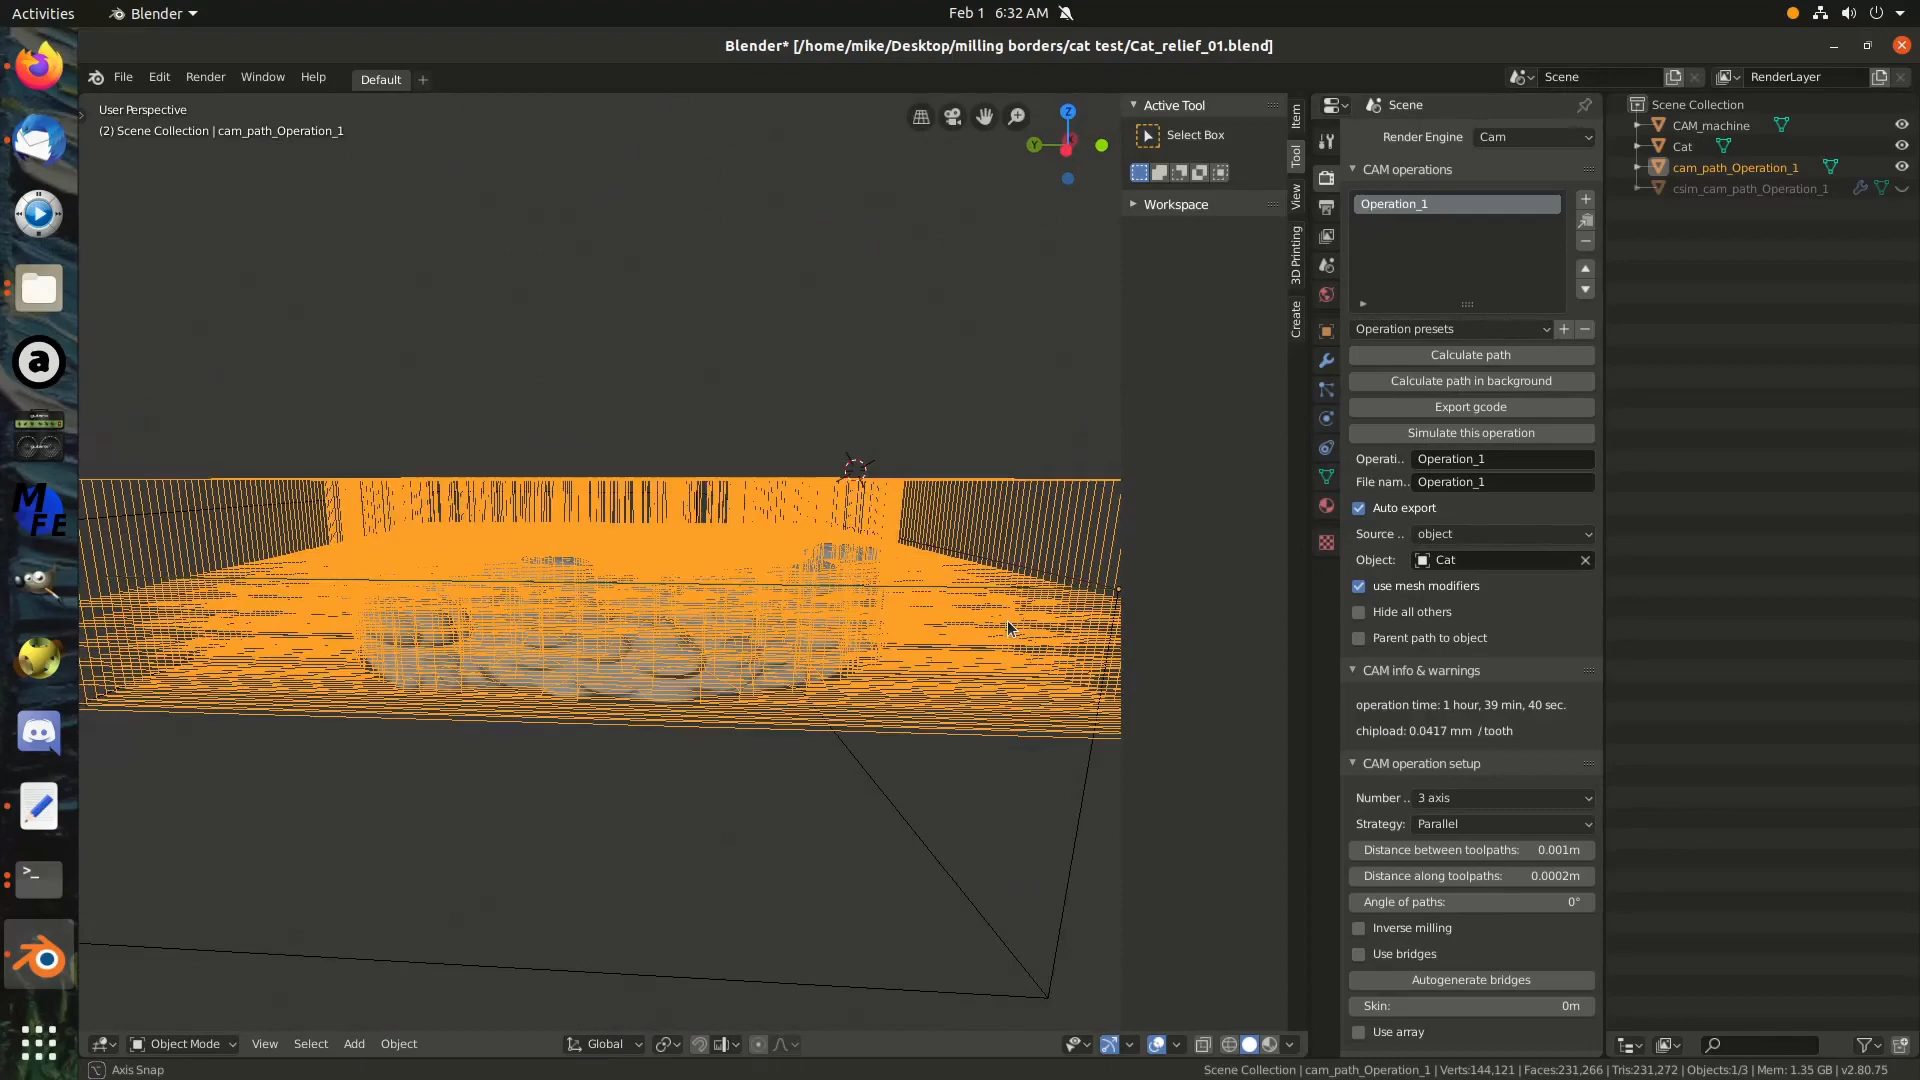 Activities
Blender
Feb 1 6:32 AM
Blender* [/home/mike/Desktop/milling borders/cat test/Cat_relief_01.blend]
File Edit Render Window Help
Default +
Scene
RenderLayer
User Perspective
(2) Scene Collection | cam_path_Operation_1
Z
Y
Active Tool
Select Box
Workspace
Item
Tool
View
3D Printing
Create
Scene
Render Engine Cam
CAM operations
Operation_1
Operation presets
Calculate path
Calculate path in background
Export gcode
Simulate this operation
Operati.. Operation_1
File nam.. Operation_1
Auto export
Source .. object
Object: Cat
use mesh modifiers
Hide all others
Parent path to object
CAM info & warnings
operation time: 1 hour, 39 min, 40 sec.
chipload: 0.0417 mm / tooth
CAM operation setup
Number .. 3 axis
Strategy: Parallel
Distance between toolpaths: 0.001m
Distance along toolpaths: 0.0002m
Angle of paths: 0°
Inverse milling
Use bridges
Autogenerate bridges
Skin: 0m
Use array
Scene Collection
CAM_machine
Cat
cam_path_Operation_1
csim_cam_path_Operation_1
a
M
FE
>_
Object Mode View Select Add Object
Global
Axis Snap
Scene Collection | cam_path_Operation_1 | Verts:144,121 | Faces:231,266 | Tris:231,272 | Objects:1/3 | Mem: 1.35 GB | v2.80.75